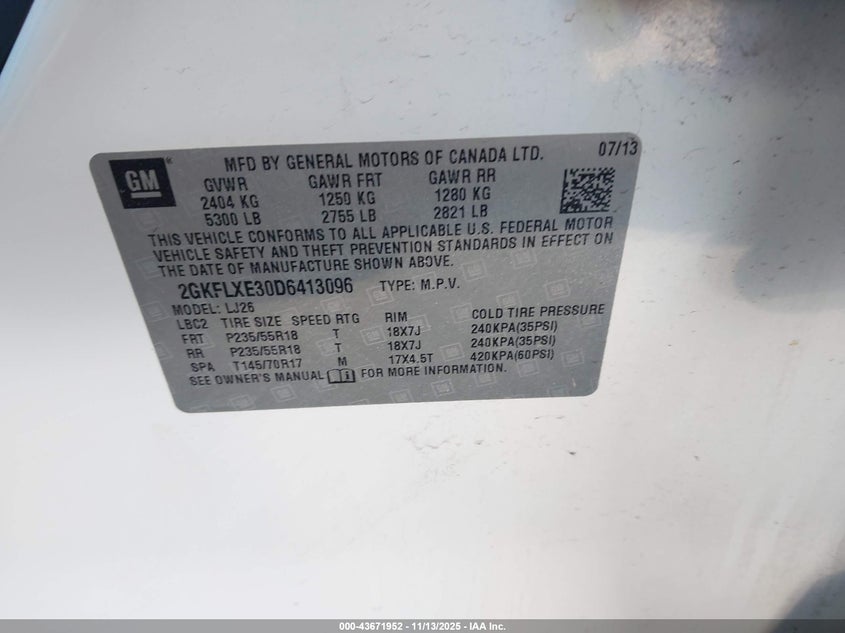 GM ® MFD BY GENERAL MOTORS OF CANADA LTD. 07/13
GVWR GAWR FRT GAWR RR
2404 KG 1250 KG 1280 KG
5300 LB 2755 LB 2821 LB
THIS VEHICLE CONFORMS TO ALL APPLICABLE U.S. FEDERAL MOTOR
VEHICLE SAFETY AND THEFT PREVENTION STANDARDS IN EFFECT ON
THE DATE OF MANUFACTURE SHOWN ABOVE.
2GKFLXE30D6413096 TYPE: M.P.V.
MODEL: LJ26
LBC2 TIRE SIZE SPEED RTG RIM COLD TIRE PRESSURE
FRT P235/55R18 T 18X7J 240KPA(35PSI)
RR P235/55R18 T 18X7J 240KPA(35PSI)
SPA T145/70R17 M 17X4.5T 420KPA(60PSI)
SEE OWNER'S MANUAL FOR MORE INFORMATION.
000-43671952 - 11/13/2025 - IAA Inc.